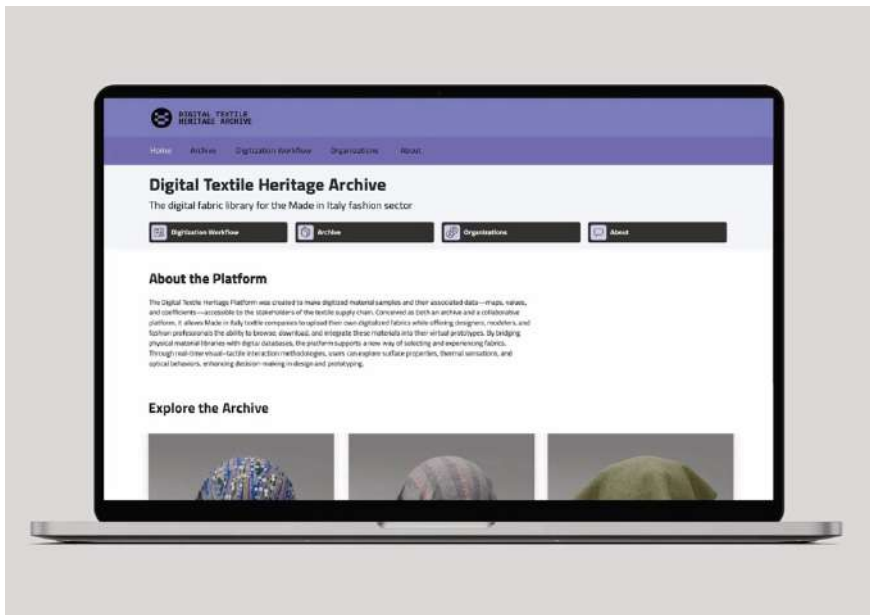 DIGITAL TEXTILE
HERITAGE ARCHIVE
Home Archive Digitization Workflow Organizations About
Digital Textile Heritage Archive
The digital fabric library for the Made in Italy fashion sector
Digitization Workflow Archive Organizations About
About the Platform
The Digital Textile Heritage Platform was created to make digitized material samples and their associated data—maps, values,
and coefficients—accessible to the stakeholders of the textile supply chain. Conceived as both an archive and a collaborative
platform, it allows Made in Italy textile companies to upload their own digitalized fabrics while offering designers, modelers, and
fashion professionals the ability to browse, download, and integrate these materials into their virtual prototypes. By bridging
physical material libraries with digital databases, the platform supports a new way of selecting and experiencing fabrics.
Through real-time visual-tactile interaction methodologies, users can explore surface properties, thermal sensations, and
optical behaviors, enhancing decision-making in design and prototyping.
Explore the Archive